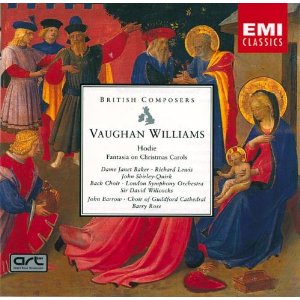 EMI
CLASSICS
BRITISH COMPOSERS
VAUGHAN WILLIAMS
Hodie
Fantasia on Christmas Carols
Dame Janet Baker · Richard Lewis
John Shirley-Quirk
Bach Choir · London Symphony Orchestra
Sir David Willcocks
John Barrow · Choir of Guildford Cathedral
Barry Rose
art